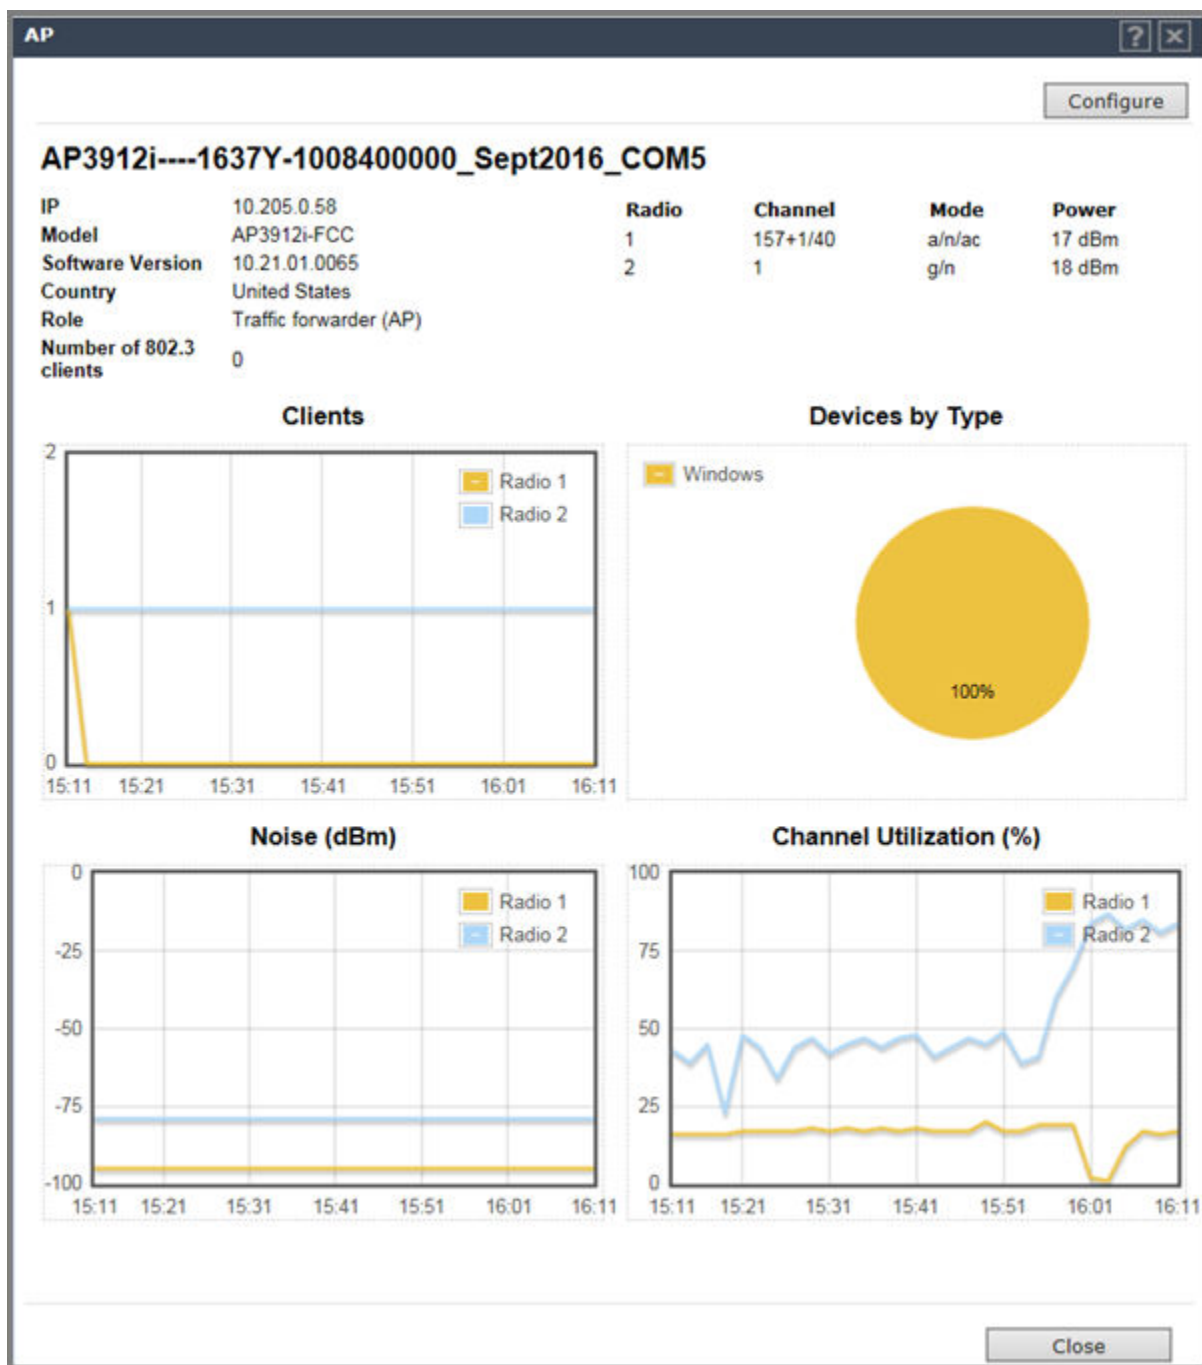 AP
? ×
Configure
AP3912i----1637Y-1008400000_Sept2016_COM5
IP 10.205.0.58
Model AP3912i-FCC
Software Version 10.21.01.0065
Country United States
Role Traffic forwarder (AP)
Number of 802.3
clients 0
Radio Channel Mode Power
1 157+1/40 a/n/ac 17 dBm
2 1 g/n 18 dBm
Clients
2
1
0
Radio 1
Radio 2
15:11 15:21 15:31 15:41 15:51 16:01 16:11
Devices by Type
Windows
100%
Noise (dBm)
0
-25
-50
-75
-100
Radio 1
Radio 2
15:11 15:21 15:31 15:41 15:51 16:01 16:11
Channel Utilization (%)
100
75
50
25
0
Radio 1
Radio 2
15:11 15:21 15:31 15:41 15:51 16:01 16:11
Close